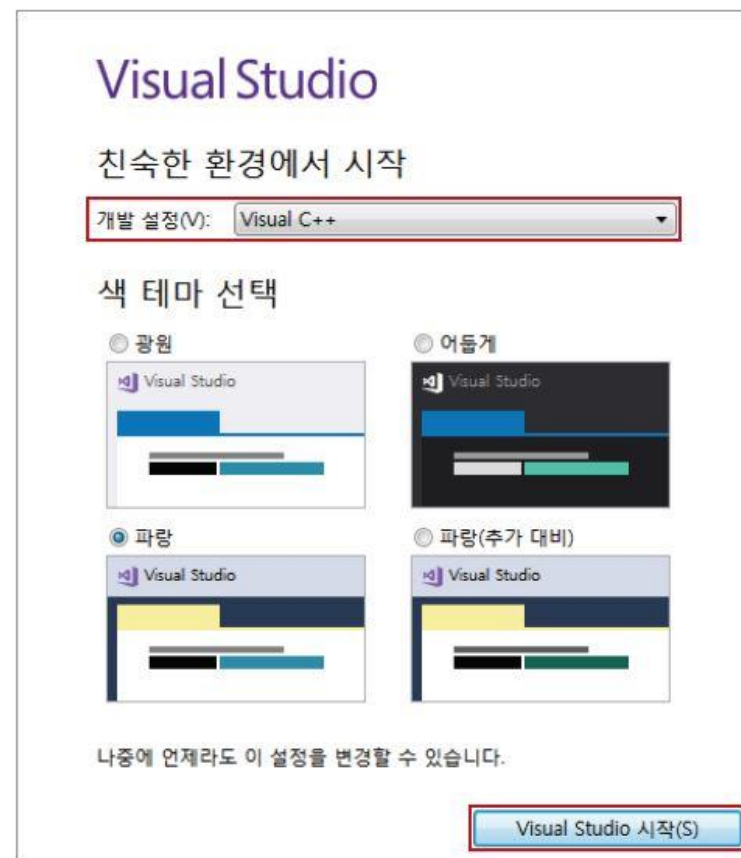 Visual Studio
친숙한 환경에서 시작
개발 설정(V): Visual C++
색 테마 선택
광원 어둡게
Visual Studio Visual Studio
파랑 파랑(추가 대비)
Visual Studio Visual Studio
나중에 언제라도 이 설정을 변경할 수 있습니다.
Visual Studio 시작(S)